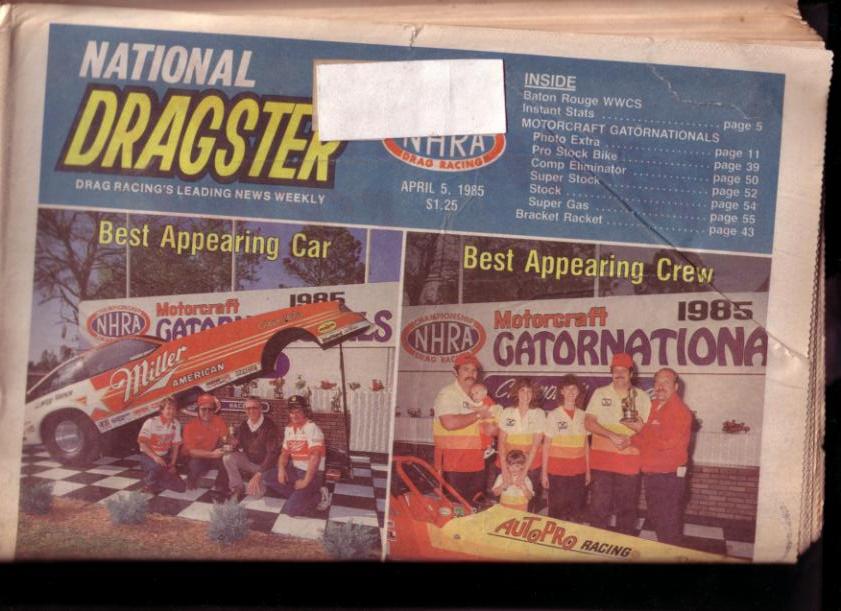 NATIONAL
DRAGSTER
DRAG RACING'S LEADING NEWS WEEKLY
NHRA
DRAG RACING
APRIL 5, 1985
$1.25
INSIDE
Baton Rouge WWCS
Instant Stats page 5
MOTORCRAFT GATORNATIONALS
Photo Extra page 11
Pro Stock Bike page 39
Comp Eliminator page 50
Super Stock page 52
Stock page 54
Super Gas page 55
Bracket Racket page 43
Best Appearing Car
NHRA
Motorcraft
1985
Miller
AMERICAN
Best Appearing Crew
CHAMPIONSHIP
NHRA
DRAG RACING
Motorcraft
1985
GATORNATIONA
AUTOPRO RACING